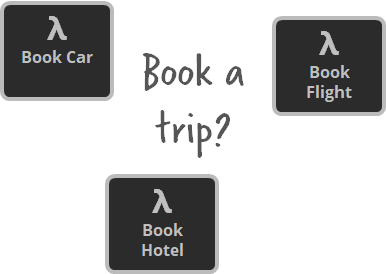 λ
Book Car
Book a
trip?
λ
Book
Flight
λ
Book
Hotel